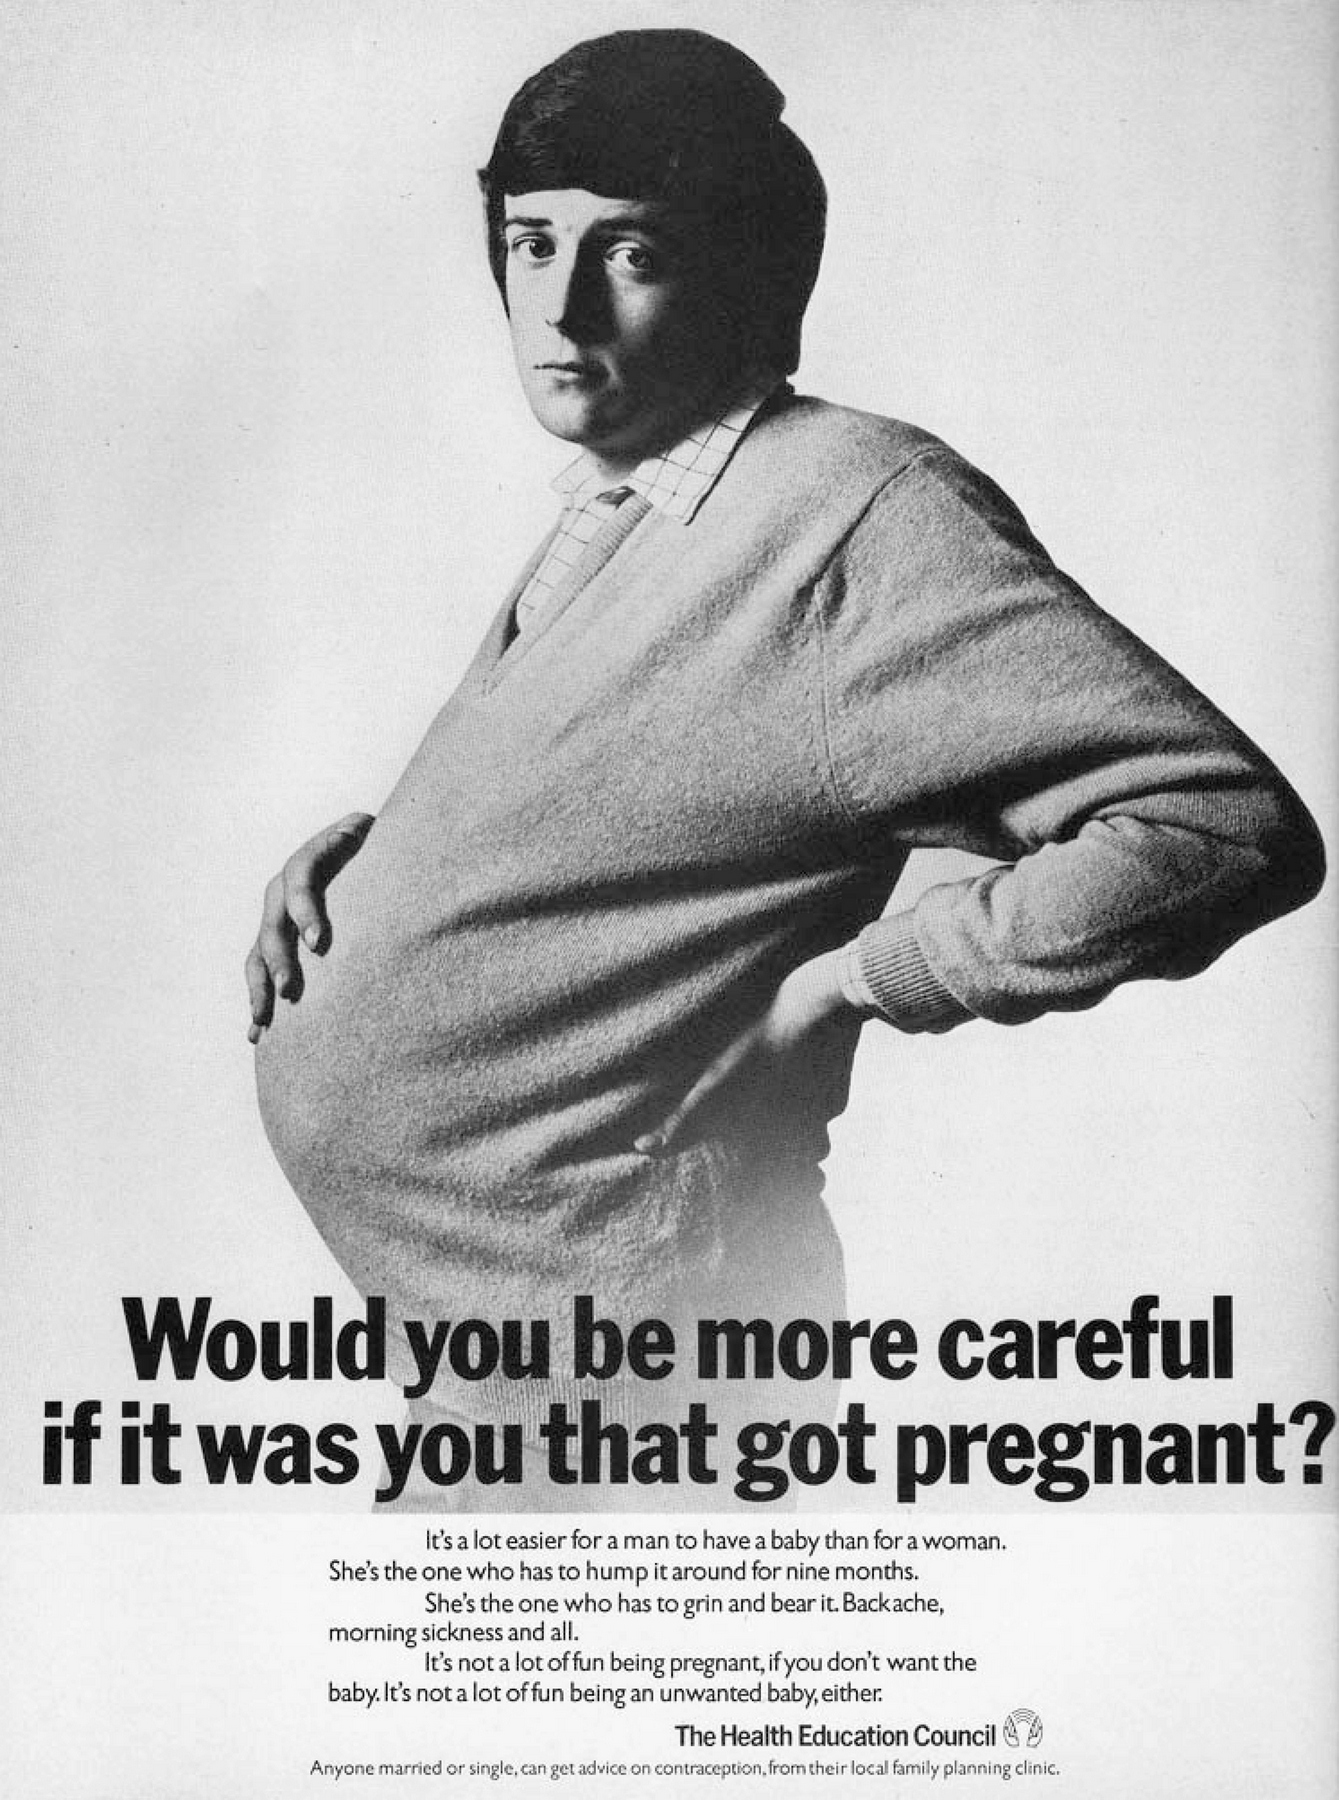 Would you be more careful
if it was you that got pregnant?
It's a lot easier for a man to have a baby than for a woman.
She's the one who has to hump it around for nine months.
She's the one who has to grin and bear it. Backache,
morning sickness and all.
It's not a lot of fun being pregnant, if you don't want the
baby. It's not a lot of fun being an unwanted baby, either.
The Health Education Council
Anyone married or single, can get advice on contraception, from their local family planning clinic.